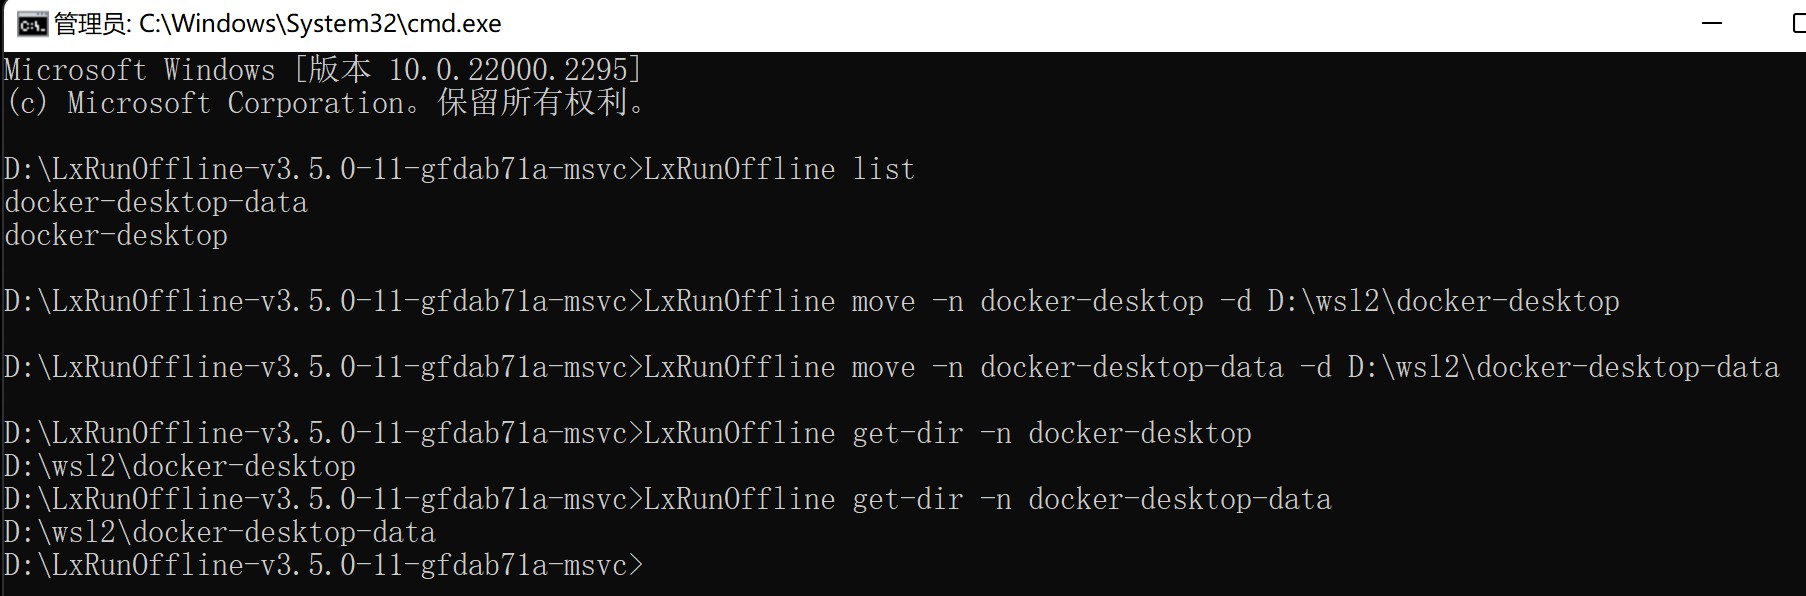 管理员: C:\Windows\System32\cmd.exe
Microsoft Windows [版本 10.0.22000.2295]
(c) Microsoft Corporation。保留所有权利。
D:\LxRunOffline-v3.5.0-11-gfdab71a-msvc>LxRunOffline list
docker-desktop-data
docker-desktop
D:\LxRunOffline-v3.5.0-11-gfdab71a-msvc>LxRunOffline move -n docker-desktop -d D:\wsl2\docker-desktop
D:\LxRunOffline-v3.5.0-11-gfdab71a-msvc>LxRunOffline move -n docker-desktop-data -d D:\wsl2\docker-desktop-data
D:\LxRunOffline-v3.5.0-11-gfdab71a-msvc>LxRunOffline get-dir -n docker-desktop
D:\wsl2\docker-desktop
D:\LxRunOffline-v3.5.0-11-gfdab71a-msvc>LxRunOffline get-dir -n docker-desktop-data
D:\wsl2\docker-desktop-data
D:\LxRunOffline-v3.5.0-11-gfdab71a-msvc>